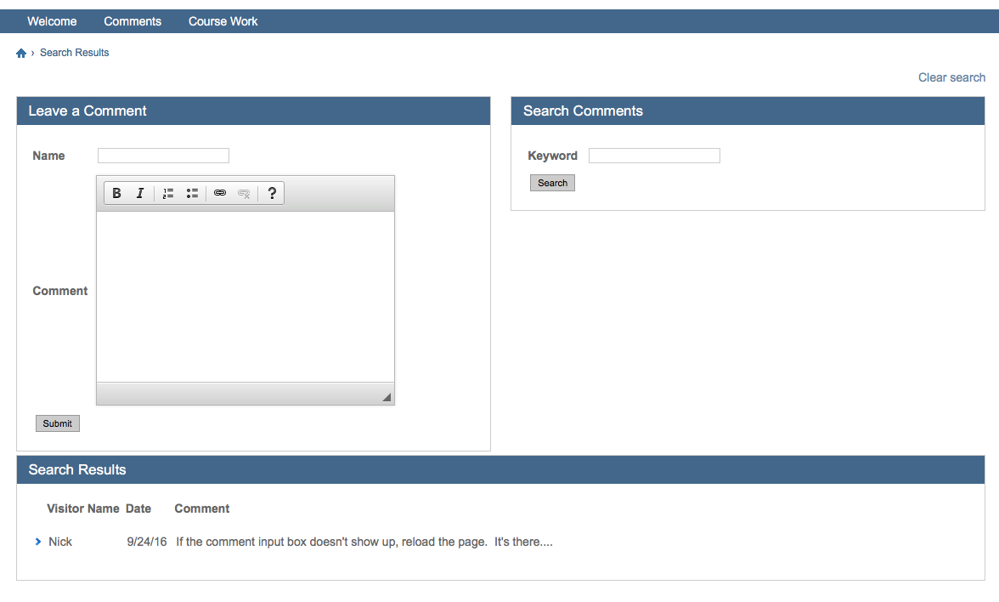 Welcome Comments Course Work
› Search Results
Clear search
Leave a Comment
Name
B I ?
Comment
Submit
Search Comments
Keyword
Search
Search Results
Visitor Name Date Comment
Nick 9/24/16 If the comment input box doesn't show up, reload the page.  It's there....